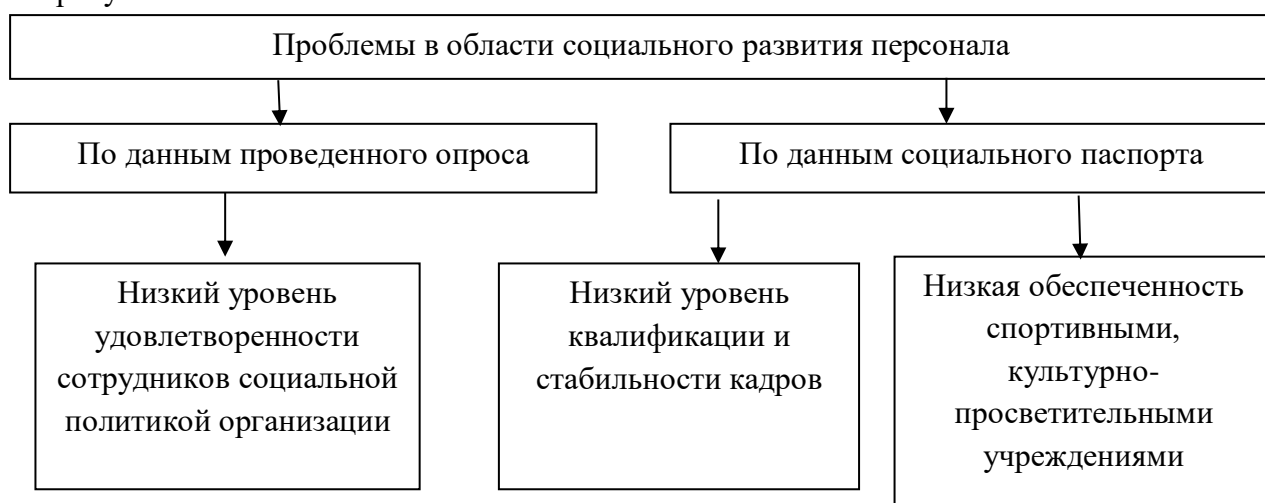 Проблемы в области социального развития персонала
По данным проведенного опроса
По данным социального паспорта
Низкий уровень
удовлетворенности
сотрудников социальной
политикой организации
Низкий уровень
квалификации и
стабильности кадров
Низкая обеспеченность
спортивными,
культурно-
просветительными
учреждениями